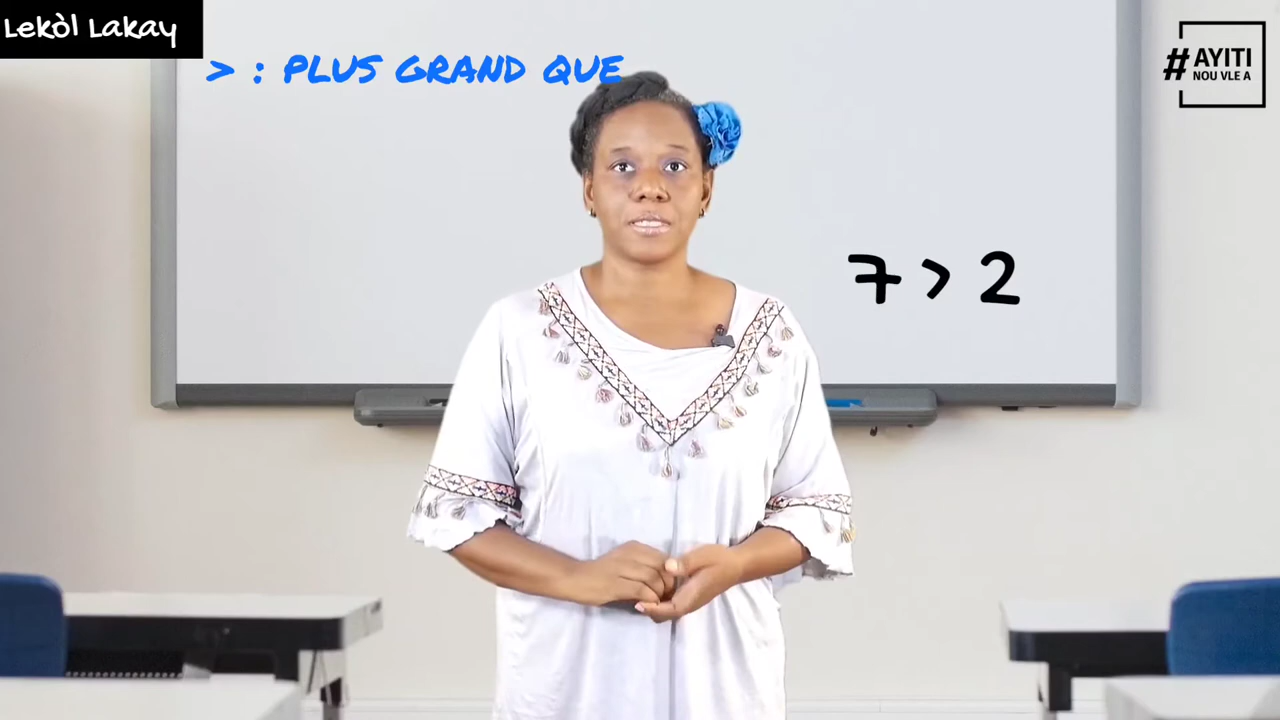 Lekòl Lakay
> : PLUS GRAND QUE
# AYITI
NOU VLE A
7 > 2